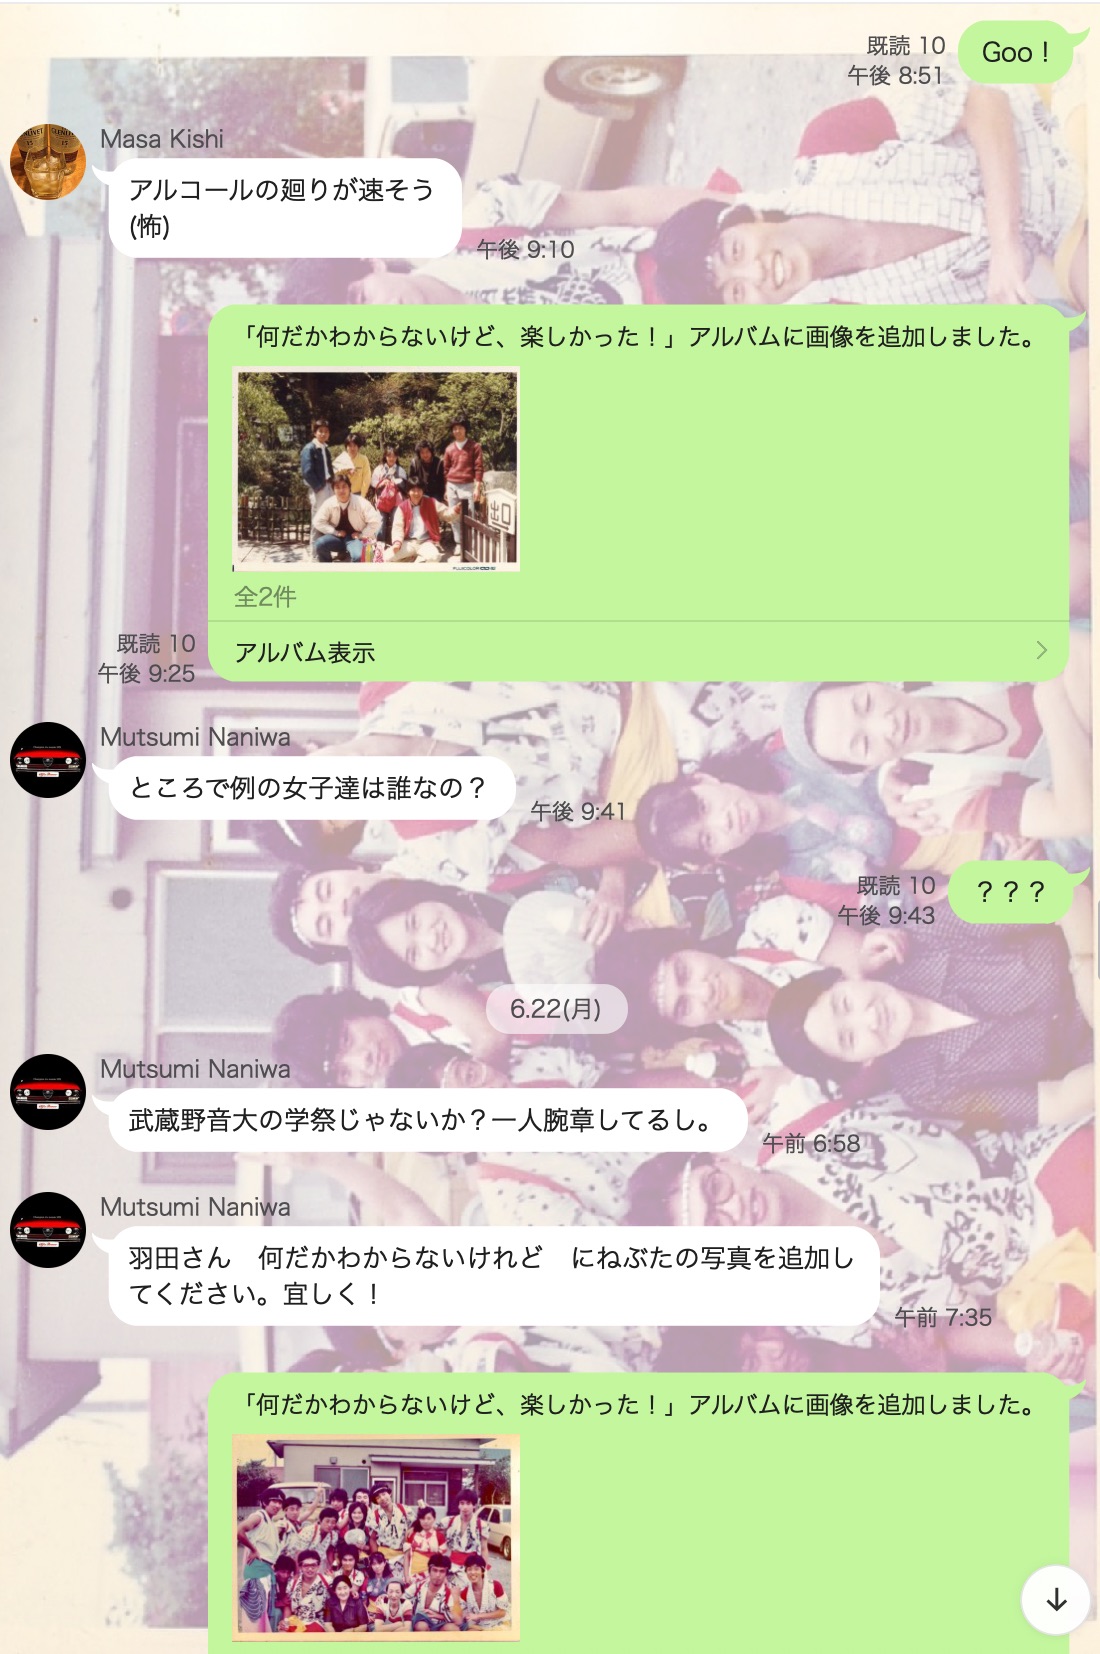 Goo！
既読 10
午後 8:51
Masa Kishi
アルコールの廻りが速そう
(怖)
午後 9:10
「何だかわからないけど、楽しかった！」アルバムに画像を追加しました。
出口
全2件
アルバム表示
既読 10
午後 9:25
Mutsumi Naniwa
ところで例の女子達は誰なの？
午後 9:41
？？？
既読 10
午後 9:43
6.22(月)
Mutsumi Naniwa
武蔵野音大の学祭じゃないか？一人腕章してるし。
午前 6:58
Mutsumi Naniwa
羽田さん　何だかわからないけれど　にねぶたの写真を追加し
てください。宜しく！
午前 7:35
「何だかわからないけど、楽しかった！」アルバムに画像を追加しました。